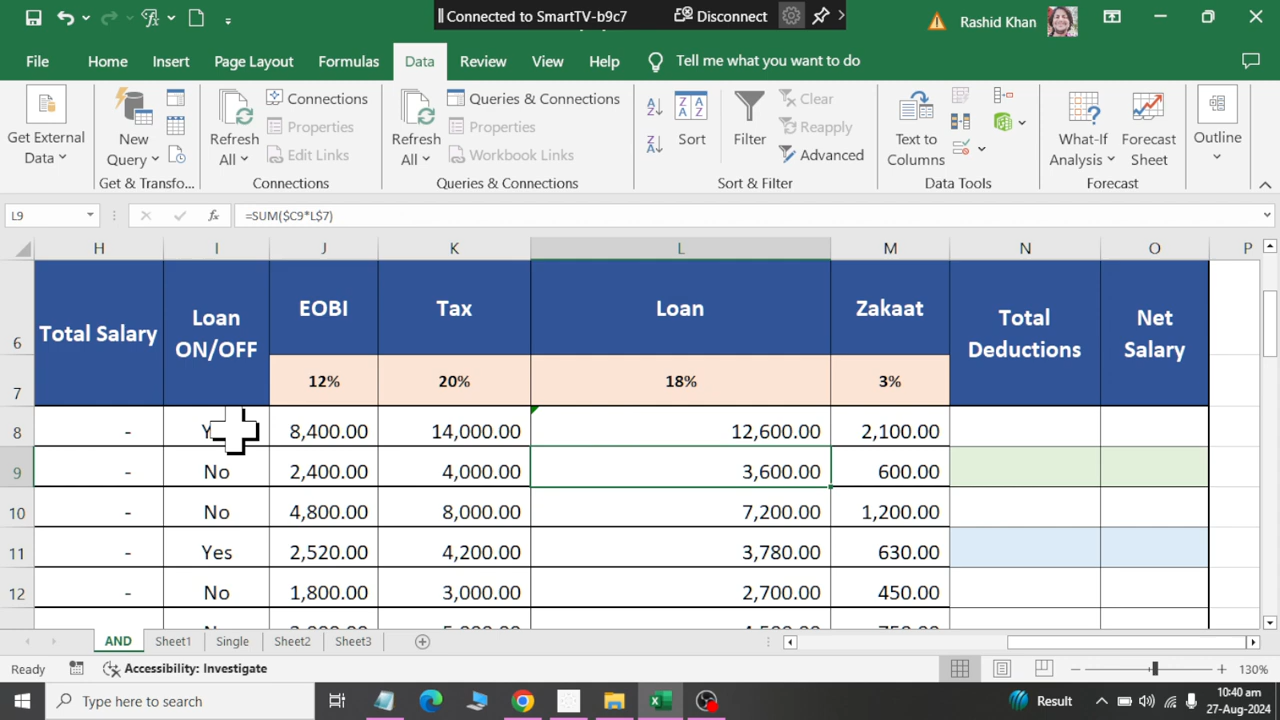 Connected to SmartTV-b9c7 Disconnect
Rashid Khan
File Home Insert Page Layout Formulas Data Review View Help Tell me what you want to do
Get External Data
New Query
Get & Transfo...
Refresh All
Connections
Properties
Edit Links
Connections
Refresh All
Queries & Connections
Properties
Workbook Links
Queries & Connections
Sort
Filter
Clear
Reapply
Advanced
Sort & Filter
Text to Columns
Data Tools
What-If Analysis
Forecast Sheet
Forecast
Outline
L9 fx =SUM($C9*L$7)
H I J K L M N O P
6 Total Salary Loan ON/OFF EOBI Tax Loan Zakaat Total Deductions Net Salary
7 12% 20% 18% 3%
8 - 8,400.00 14,000.00 12,600.00 2,100.00
9 - No 2,400.00 4,000.00 3,600.00 600.00
10 - No 4,800.00 8,000.00 7,200.00 1,200.00
11 - Yes 2,520.00 4,200.00 3,780.00 630.00
12 - No 1,800.00 3,000.00 2,700.00 450.00
AND Sheet1 Single Sheet2 Sheet3
Ready Accessibility: Investigate 130%
Type here to search Result 10:40 am
27-Aug-2024